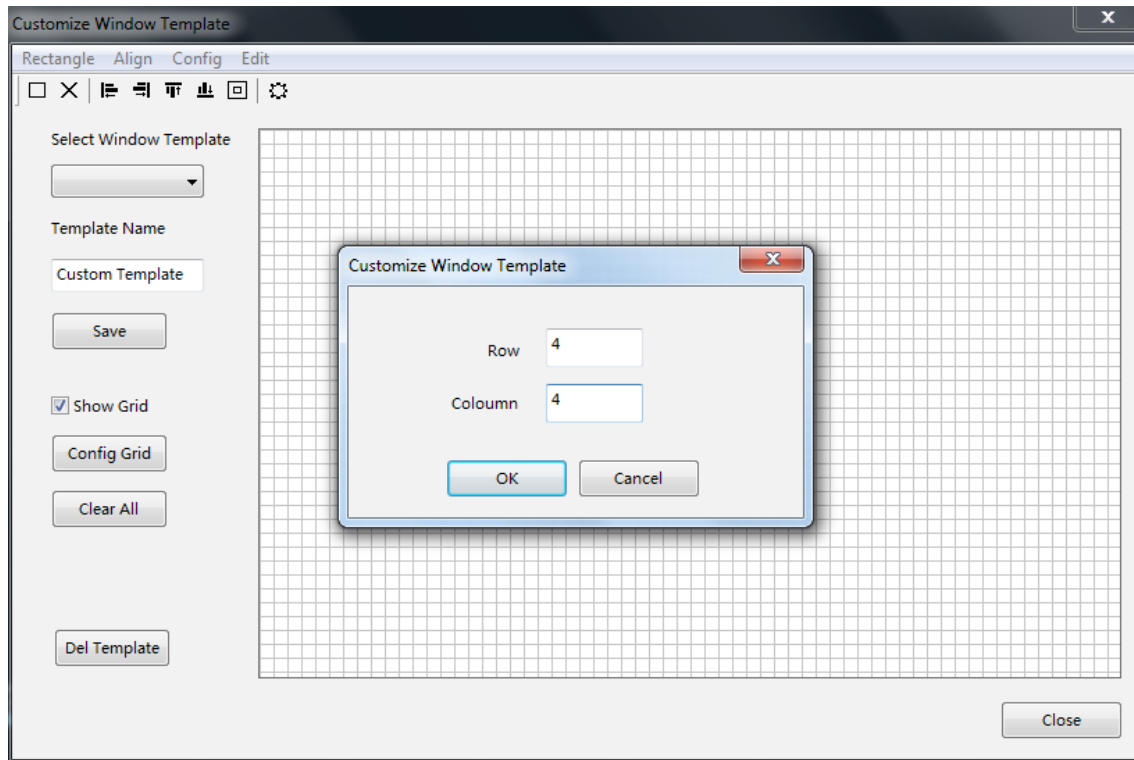 Customize Window Template
Rectangle Align Config Edit
Select Window Template
Template Name
Custom Template
Save
Show Grid
Config Grid
Clear All
Del Template
Customize Window Template
Row 4
Coloumn 4
OK Cancel
Close